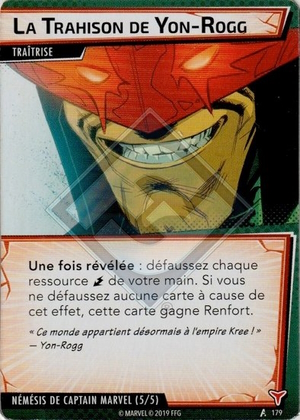 La Trahison de Yon-Rogg
TRAÎTRISE
Une fois révélée : défaussez chaque
ressource de votre main. Si vous
ne défaussez aucune carte à cause de
cet effet, cette carte gagne Renfort.
« Ce monde appartient désormais à l'empire Kree ! »
— Yon-Rogg
NÉMÉSIS DE CAPTAIN MARVEL (5/5)
© MARVEL © 2019 FFG
179